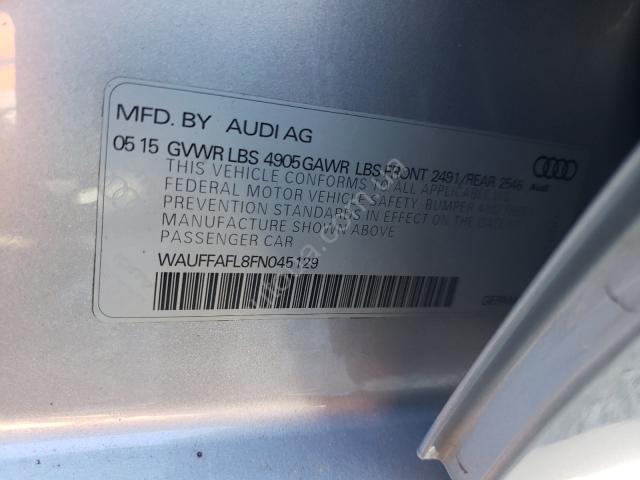 MFD. BY AUDI AG
05 15 GVWR LBS 4905 GAWR LBS FRONT 2491/REAR 2546 Audi
THIS VEHICLE CONFORMS TO ALL APPLICABLE
FEDERAL MOTOR VEHICLE SAFETY, BUMPER AND
PREVENTION STANDARDS IN EFFECT ON THE DATE
MANUFACTURE SHOWN ABOVE
PASSENGER CAR
WAUFFAFL8FN045129